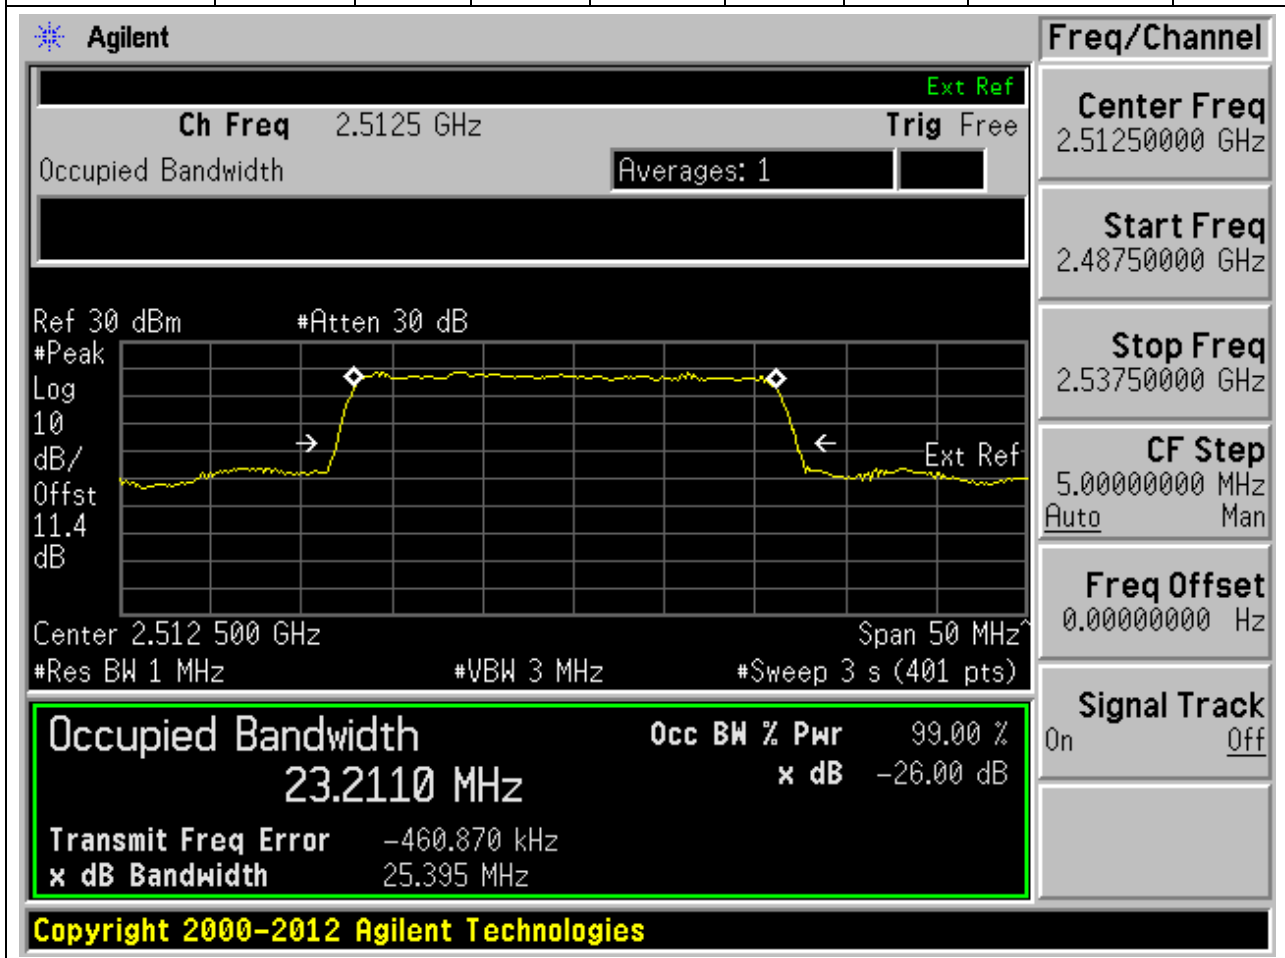 Agilent
Freq/Channel
Ext Ref
Ch Freq 2.5125 GHz Trig Free
Occupied Bandwidth Averages: 1
Center Freq
2.51250000 GHz
Start Freq
2.48750000 GHz
Stop Freq
2.53750000 GHz
CF Step
5.00000000 MHz
Auto Man
Freq Offset
0.00000000 Hz
Signal Track
On Off
Ref 30 dBm #Atten 30 dB
#Peak
Log
10
dB/
Offst
11.4
dB
Ext Ref
Center 2.512 500 GHz Span 50 MHz^
#Res BW 1 MHz #VBW 3 MHz #Sweep 3 s (401 pts)
Occupied Bandwidth
23.2110 MHz
Occ BW % Pwr 99.00 %
x dB -26.00 dB
Transmit Freq Error -460.870 kHz
x dB Bandwidth 25.395 MHz
Copyright 2000-2012 Agilent Technologies